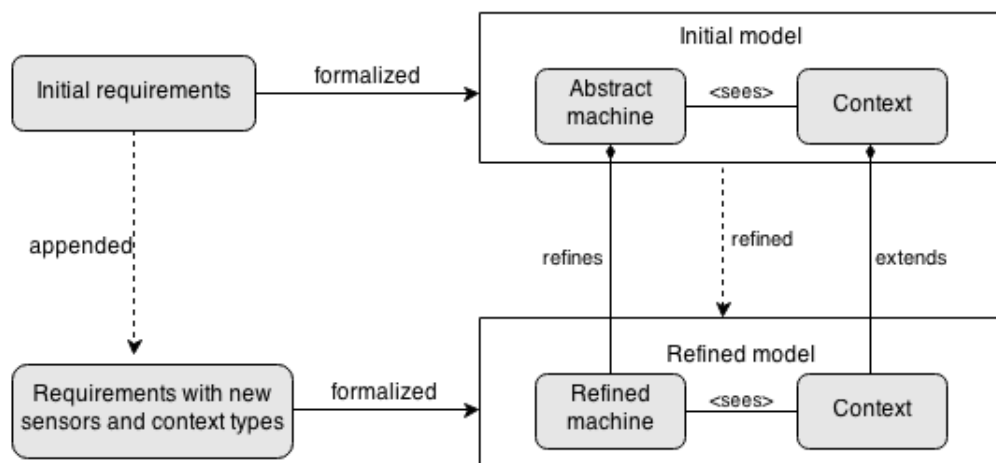 Initial model
Initial requirements
formalized
Abstract
machine
<sees>
Context
appended
refines
refined
extends
Refined model
Requirements with new
sensors and context types
formalized
Refined
machine
<sees>
Context